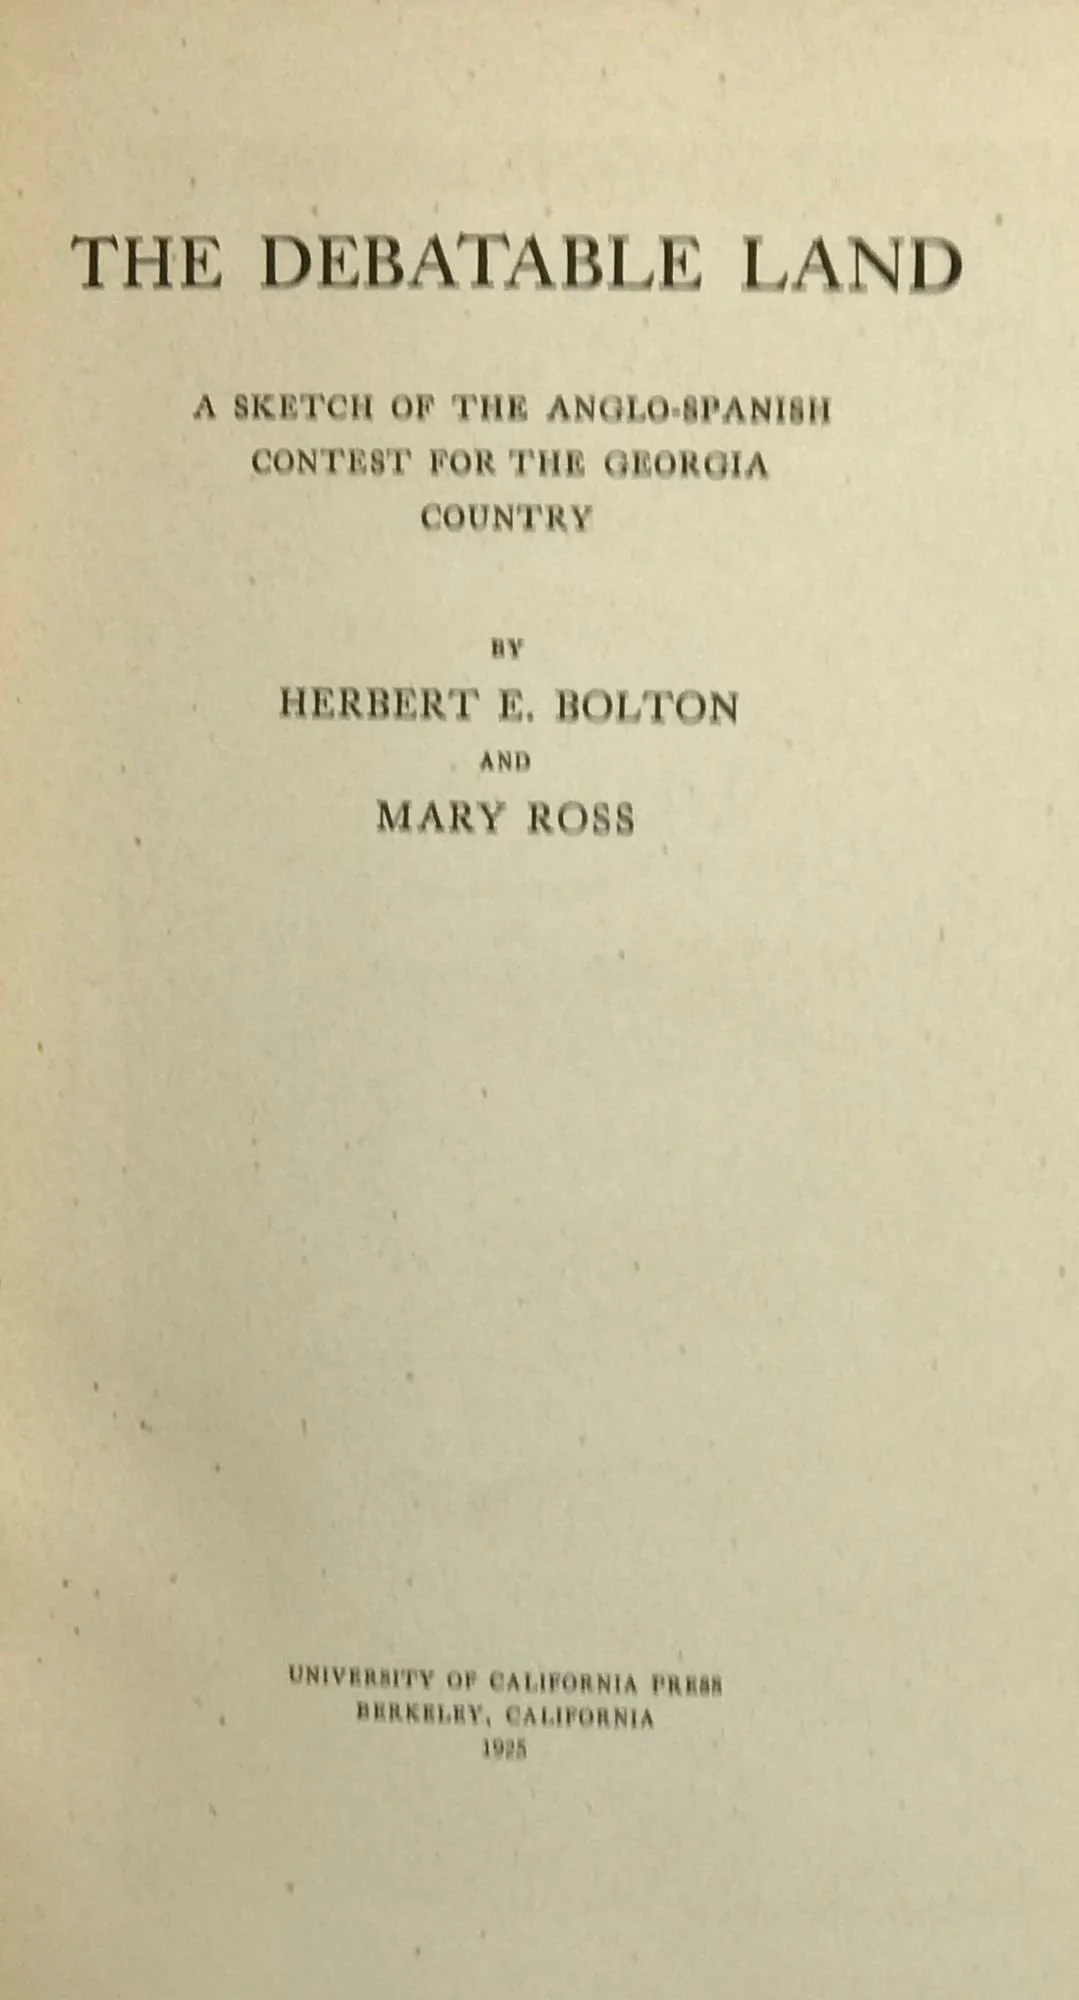 THE DEBATABLE LAND
A SKETCH OF THE ANGLO-SPANISH
CONTEST FOR THE GEORGIA
COUNTRY
BY
HERBERT E. BOLTON
AND
MARY ROSS
UNIVERSITY OF CALIFORNIA PRESS
BERKELEY, CALIFORNIA
1925